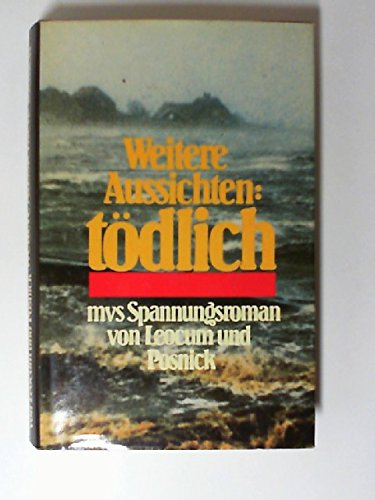 Weitere
Aussichten:
tödlich
mvs Spannungsroman
von Leocum und
Posnick